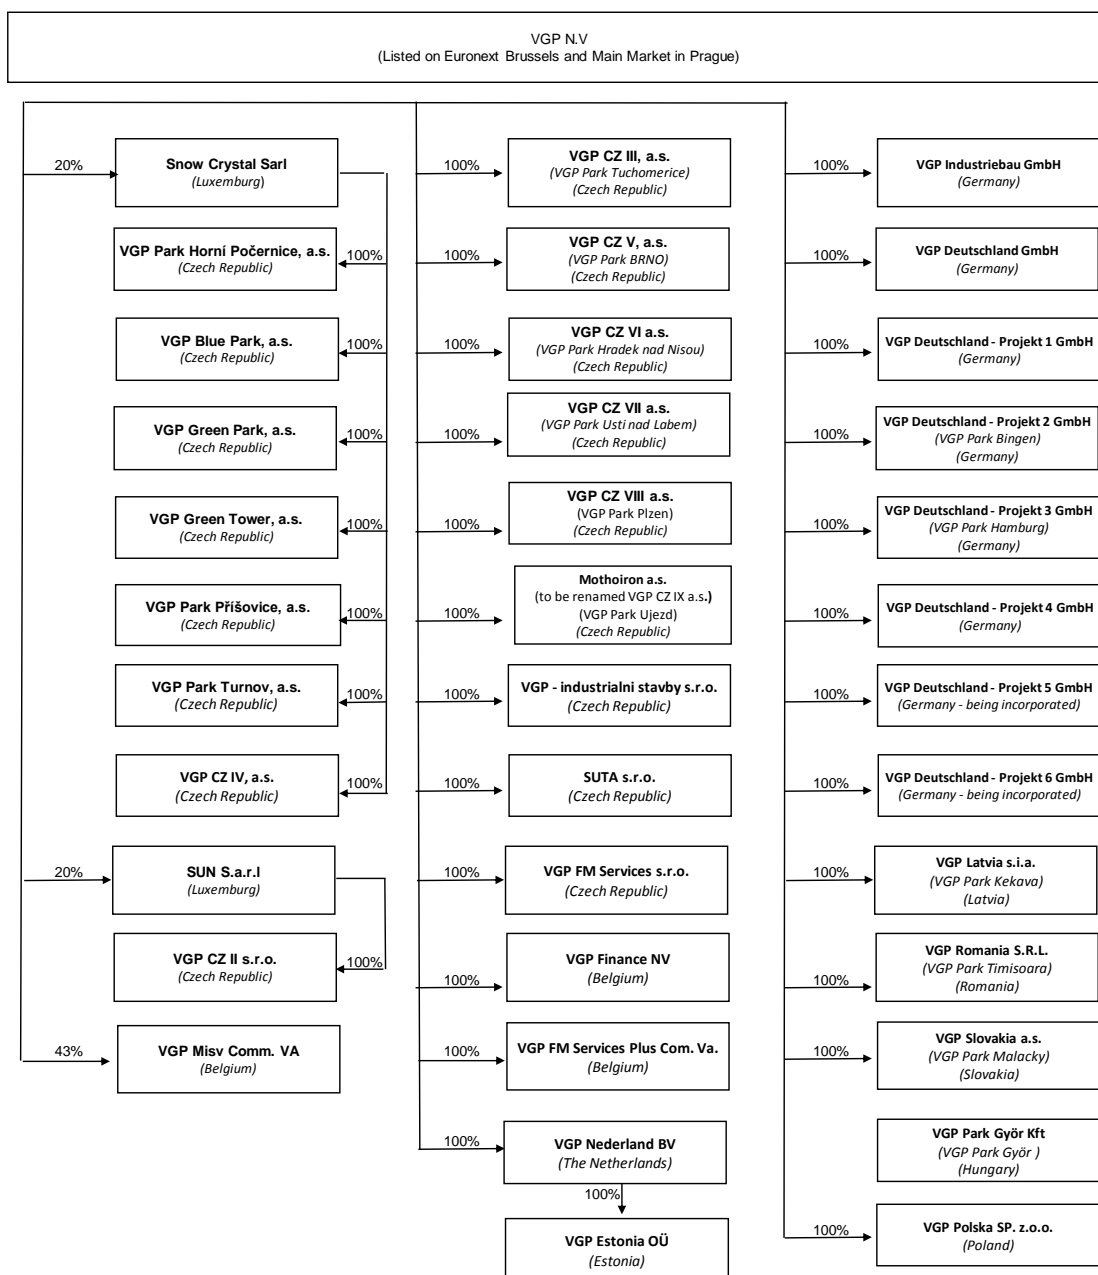 VGP N.V
(Listed on Euronext Brussels and Main Market in Prague)
20%
Snow Crystal Sarl
(Luxemburg)
100%
VGP Park Horní Počernice, a.s.
(Czech Republic)
100%
VGP Blue Park, a.s.
(Czech Republic)
100%
VGP Green Park, a.s.
(Czech Republic)
100%
VGP Green Tower, a.s.
(Czech Republic)
100%
VGP Park Příšovice, a.s.
(Czech Republic)
100%
VGP Park Turnov, a.s.
(Czech Republic)
100%
VGP CZ IV, a.s.
(Czech Republic)
100%
20%
SUN S.a.r.l
(Luxemburg)
VGP CZ II s.r.o.
(Czech Republic)
100%
43%
VGP Misv Comm. VA
(Belgium)
100%
VGP CZ III, a.s.
(VGP Park Tuchomerice)
(Czech Republic)
100%
VGP CZ V, a.s.
(VGP Park BRNO)
(Czech Republic)
100%
VGP CZ VI a.s.
(VGP Park Hradek nad Nisou)
(Czech Republic)
100%
VGP CZ VII a.s.
(VGP Park Usti nad Labem)
(Czech Republic)
100%
VGP CZ VIII a.s.
(VGP Park Plzen)
(Czech Republic)
100%
Mothoiron a.s.
(to be renamed VGP CZ IX a.s.)
(VGP Park Ujezd)
(Czech Republic)
100%
VGP - industrialni stavby s.r.o.
(Czech Republic)
100%
SUTA s.r.o.
(Czech Republic)
100%
VGP FM Services s.r.o.
(Czech Republic)
100%
VGP Finance NV
(Belgium)
100%
VGP FM Services Plus Com. Va.
(Belgium)
100%
VGP Nederland BV
(The Netherlands)
100%
VGP Estonia OÜ
(Estonia)
100%
VGP Industriebau GmbH
(Germany)
100%
VGP Deutschland GmbH
(Germany)
100%
VGP Deutschland - Projekt 1 GmbH
(Germany)
100%
VGP Deutschland - Projekt 2 GmbH
(VGP Park Bingen)
(Germany)
100%
VGP Deutschland - Projekt 3 GmbH
(VGP Park Hamburg)
(Germany)
100%
VGP Deutschland - Projekt 4 GmbH
(Germany)
100%
VGP Deutschland - Projekt 5 GmbH
(Germany - being incorporated)
100%
VGP Deutschland - Projekt 6 GmbH
(Germany - being incorporated)
100%
VGP Latvia s.i.a.
(VGP Park Kekava)
(Latvia)
100%
VGP Romania S.R.L.
(VGP Park Timisoara)
(Romania)
100%
VGP Slovakia a.s.
(VGP Park Malacky)
(Slovakia)
VGP Park Györ Kft
(VGP Park Györ )
(Hungary)
100%
VGP Polska SP. z.o.o.
(Poland)